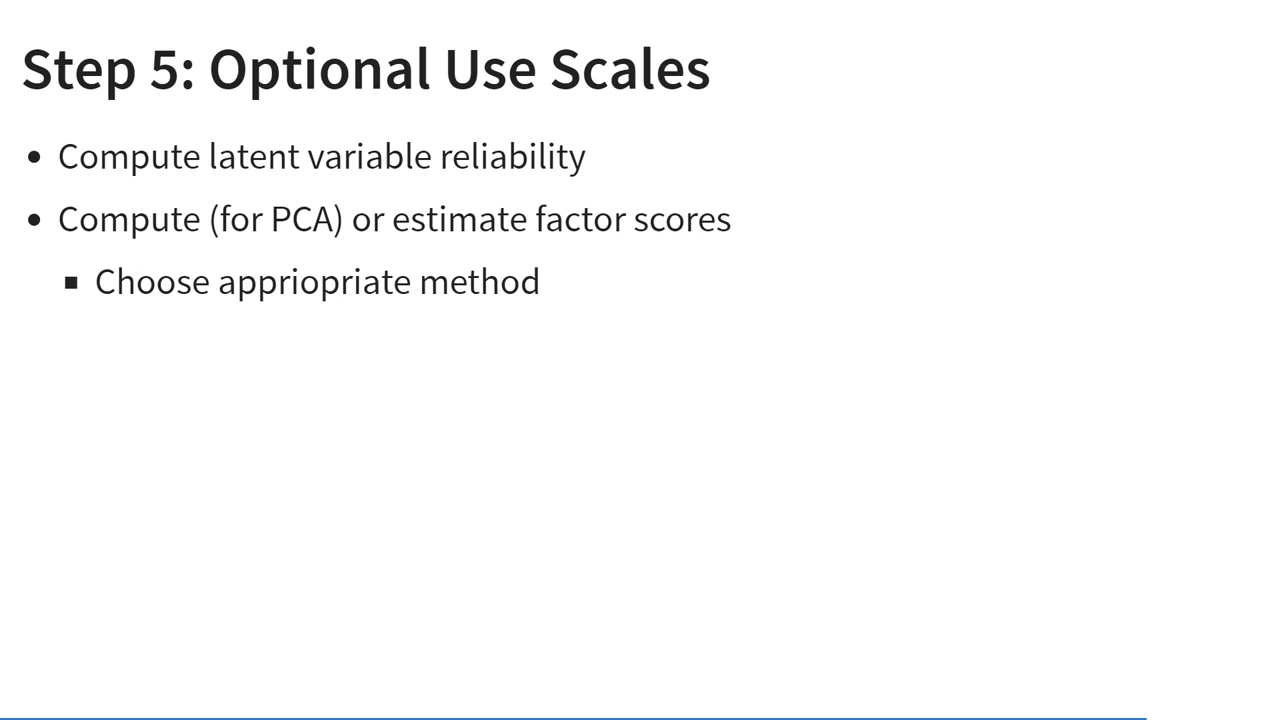 Step 5: Optional Use Scales
• Compute latent variable reliability
• Compute (for PCA) or estimate factor scores
▪ Choose appriopriate method